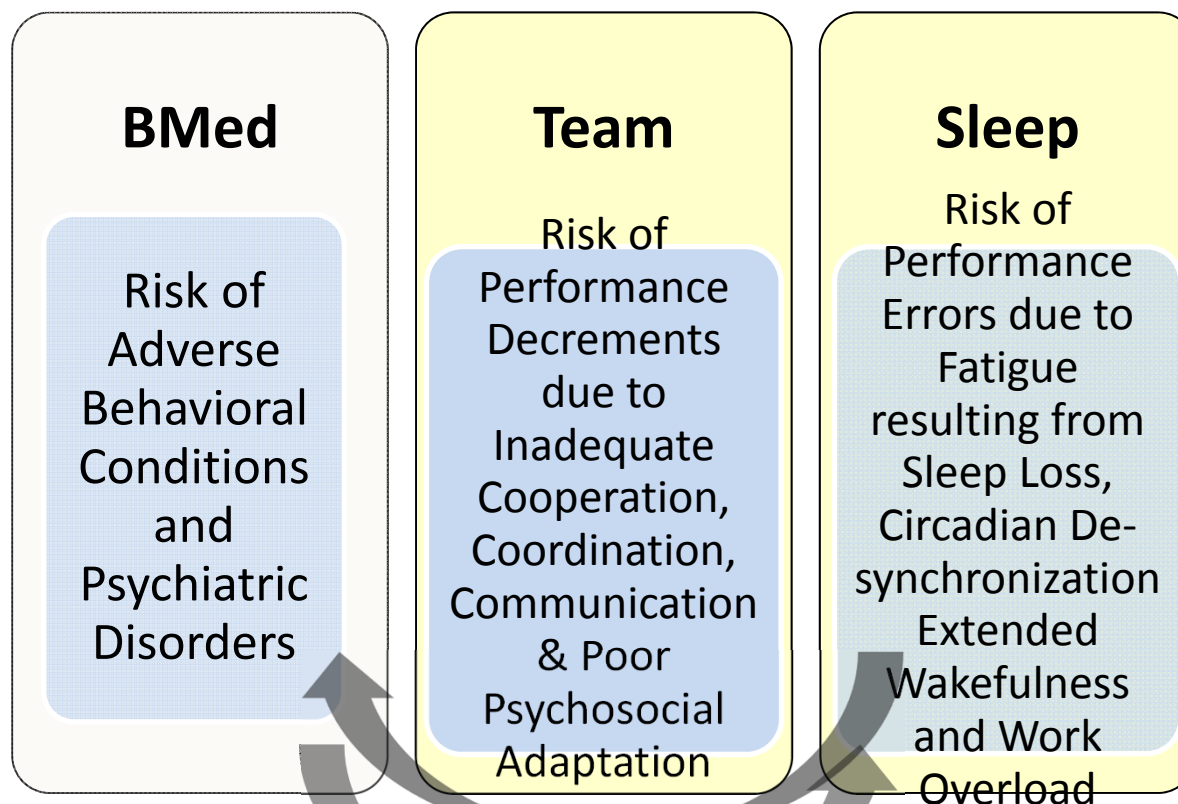 BMed
Risk of
Adverse
Behavioral
Conditions
and
Psychiatric
Disorders
Team
Risk of
Performance
Decrements
due to
Inadequate
Cooperation,
Coordination,
Communication
& Poor
Psychosocial
Adaptation
Sleep
Risk of
Performance
Errors due to
Fatigue
resulting from
Sleep Loss,
Circadian De-
synchronization
Extended
Wakefulness
and Work
Overload